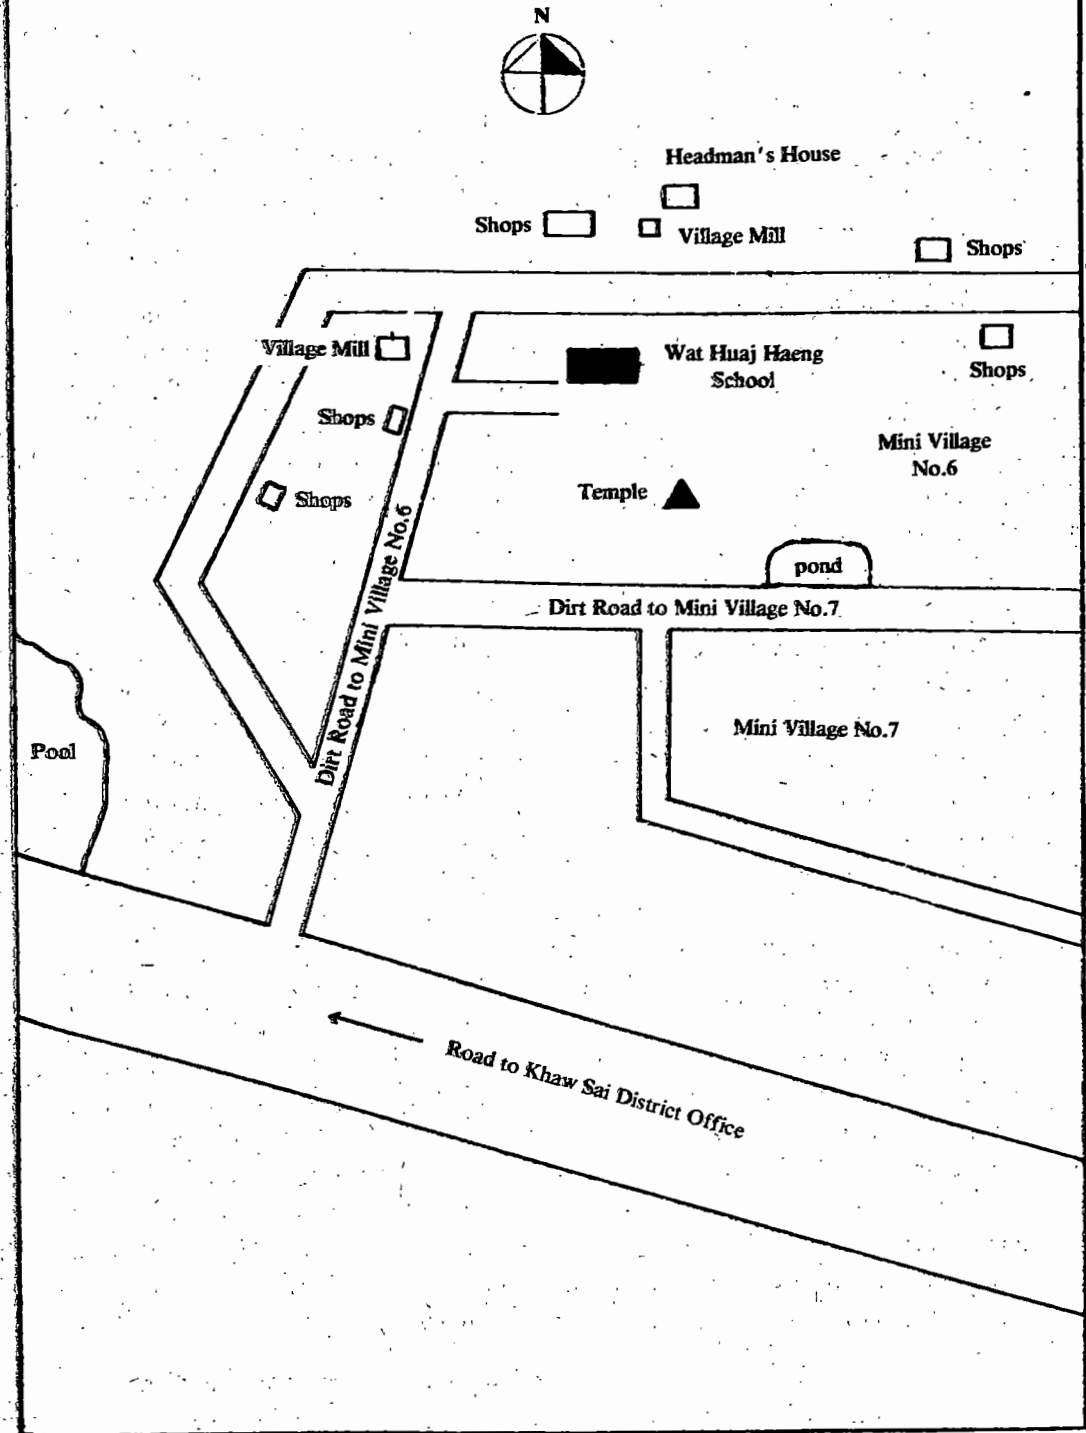 N
Headman's House
Shops
Village Mill
Shops
Village Mill
Wat Huaj Haeng
School
Shops
Shops
Mini Village
No.6
Temple
Shops
pond
Dirt Road to Mini Village No.6
Dirt Road to Mini Village No.7
Mini Village No.7
Pool
Road to Khaw Sai District Office